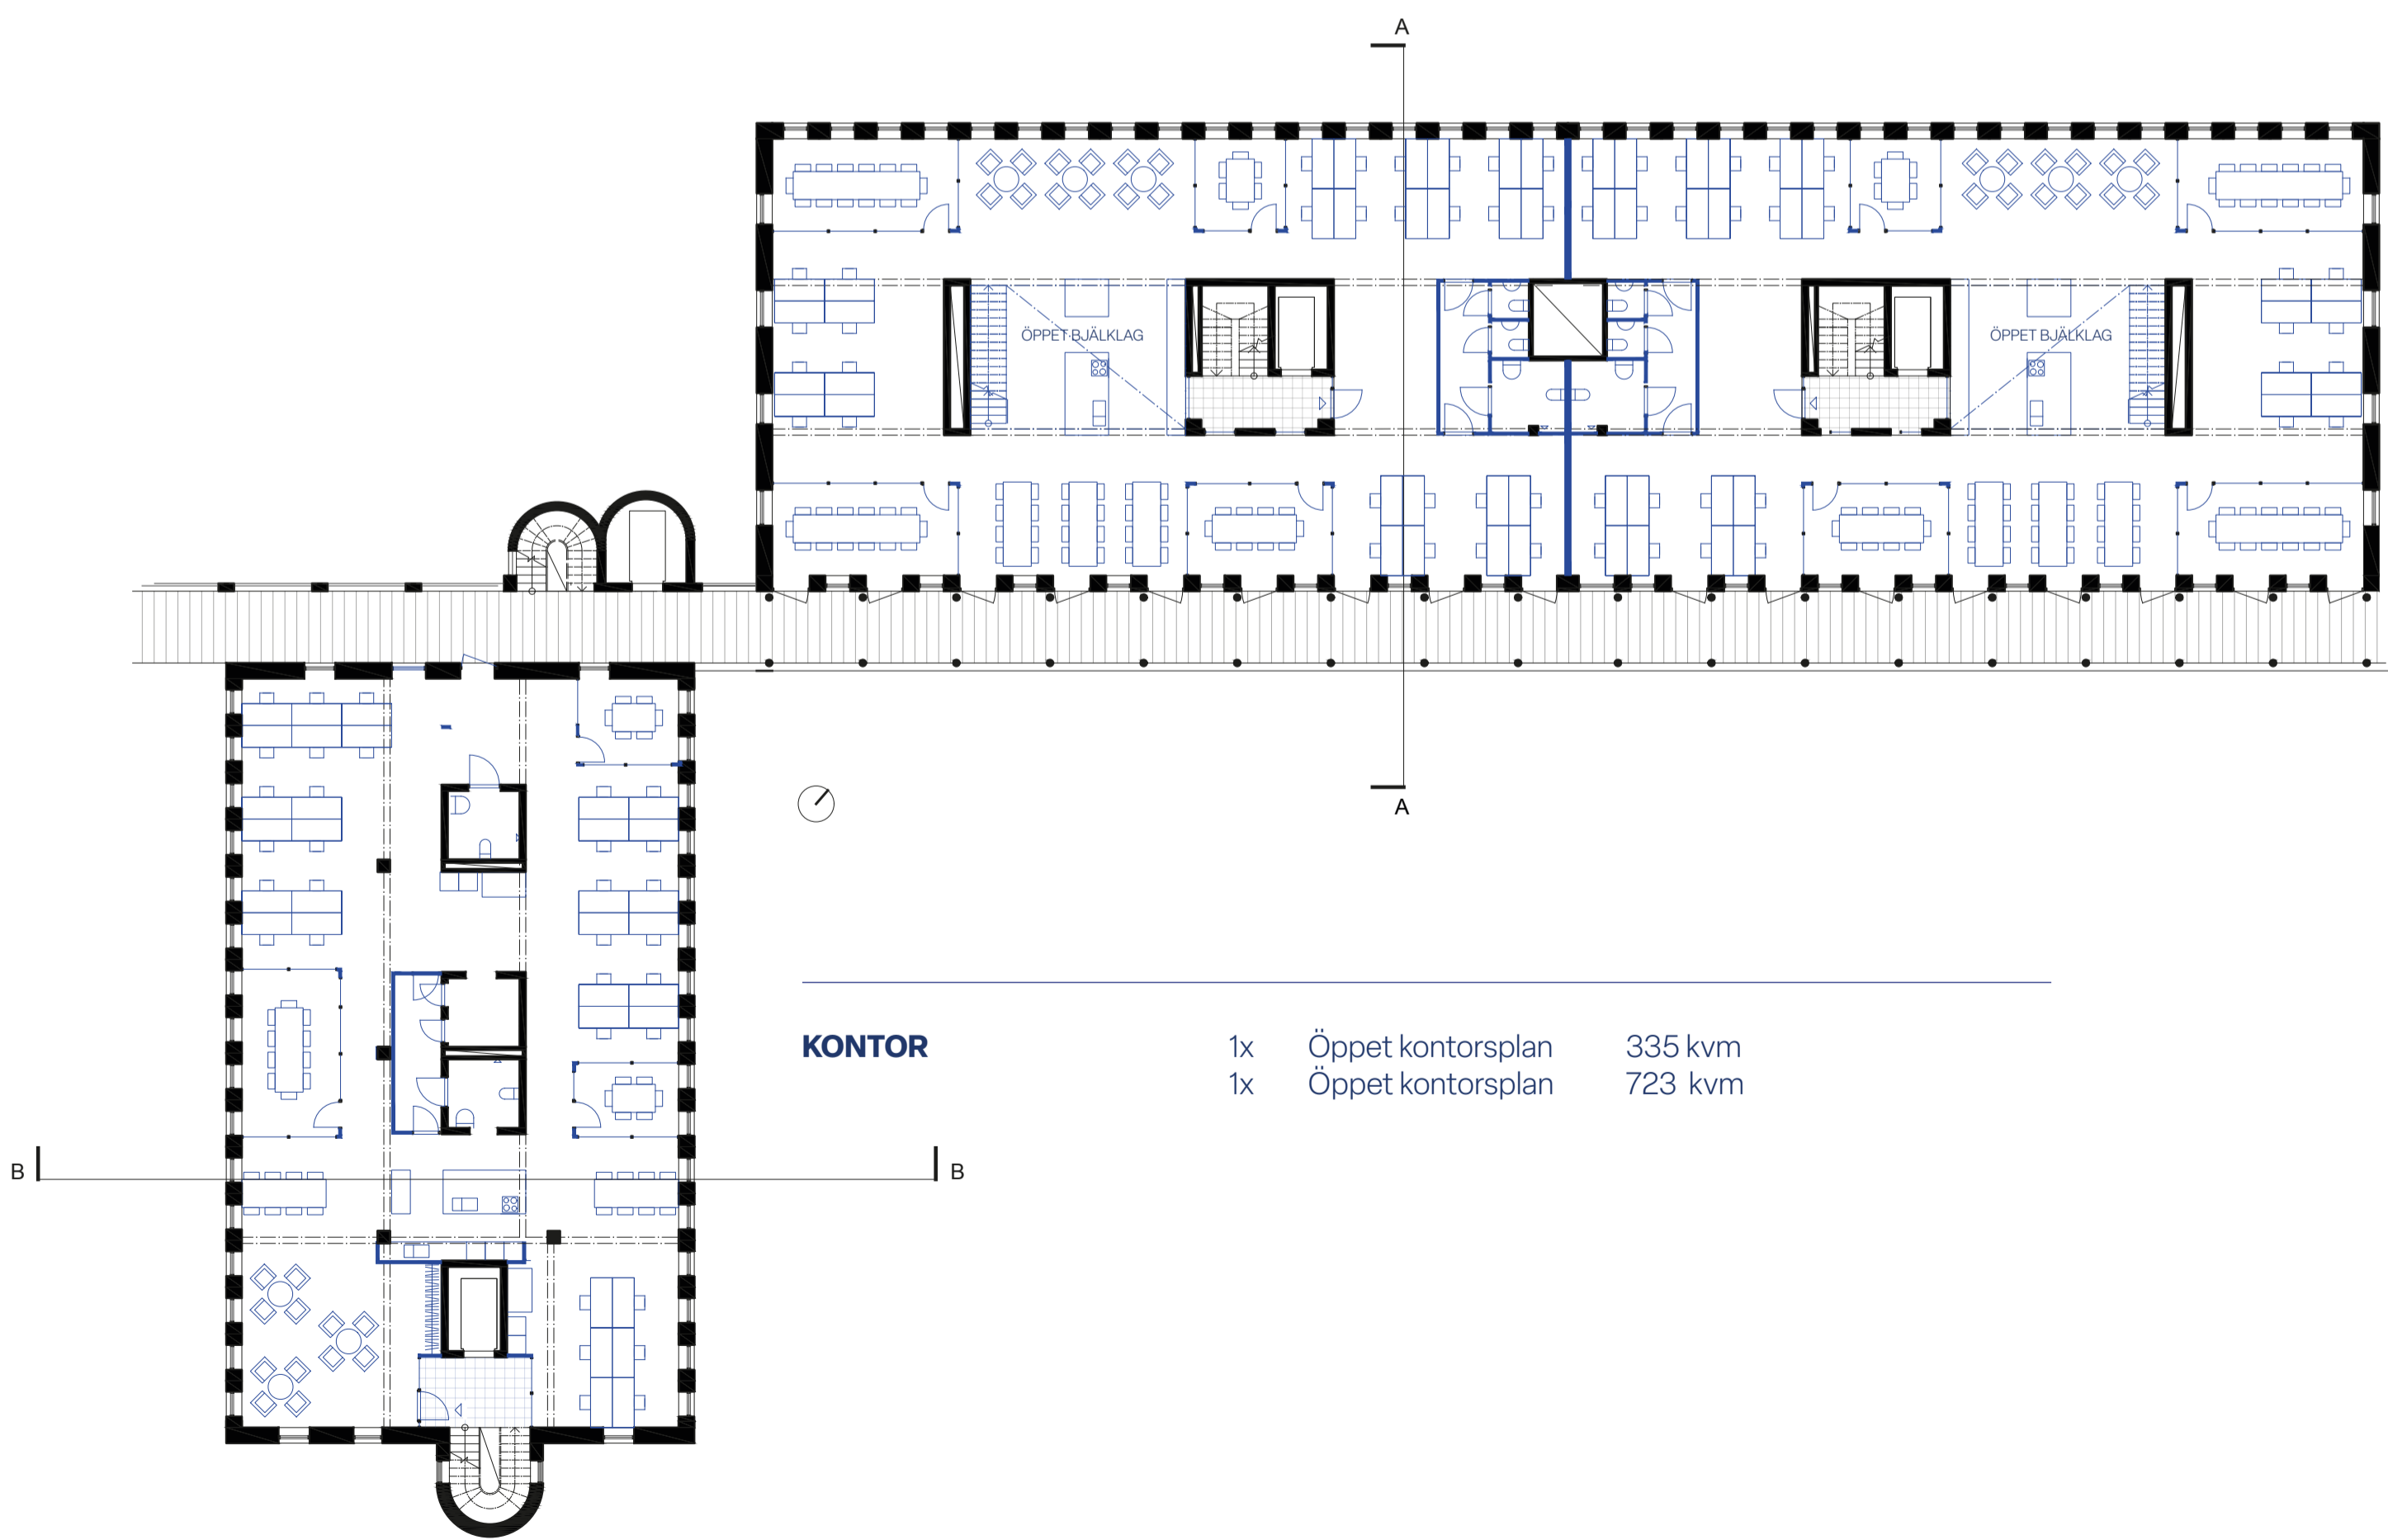 A
ÖPPET BJÄLKLAG
ÖPPET BJÄLKLAG
A
KONTOR
1x Öppet kontorsplan 335 kvm
1x Öppet kontorsplan 723 kvm
B
B